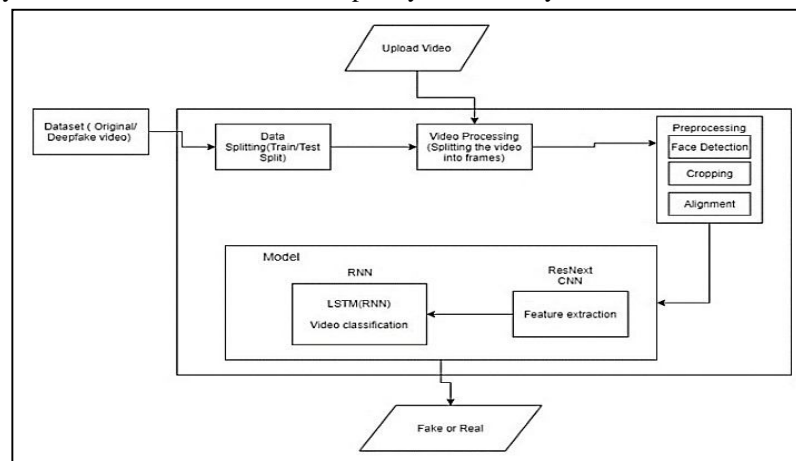 Upload Video
Dataset ( Original/
Deepfake video)
Data
Splitting(Train/Test
Split)
Video Processing
(Splitting the video
into frames)
Preprocessing
Face Detection
Cropping
Alignment
Model
RNN
LSTM(RNN)
Video classification
ResNext
CNN
Feature extraction
Fake or Real